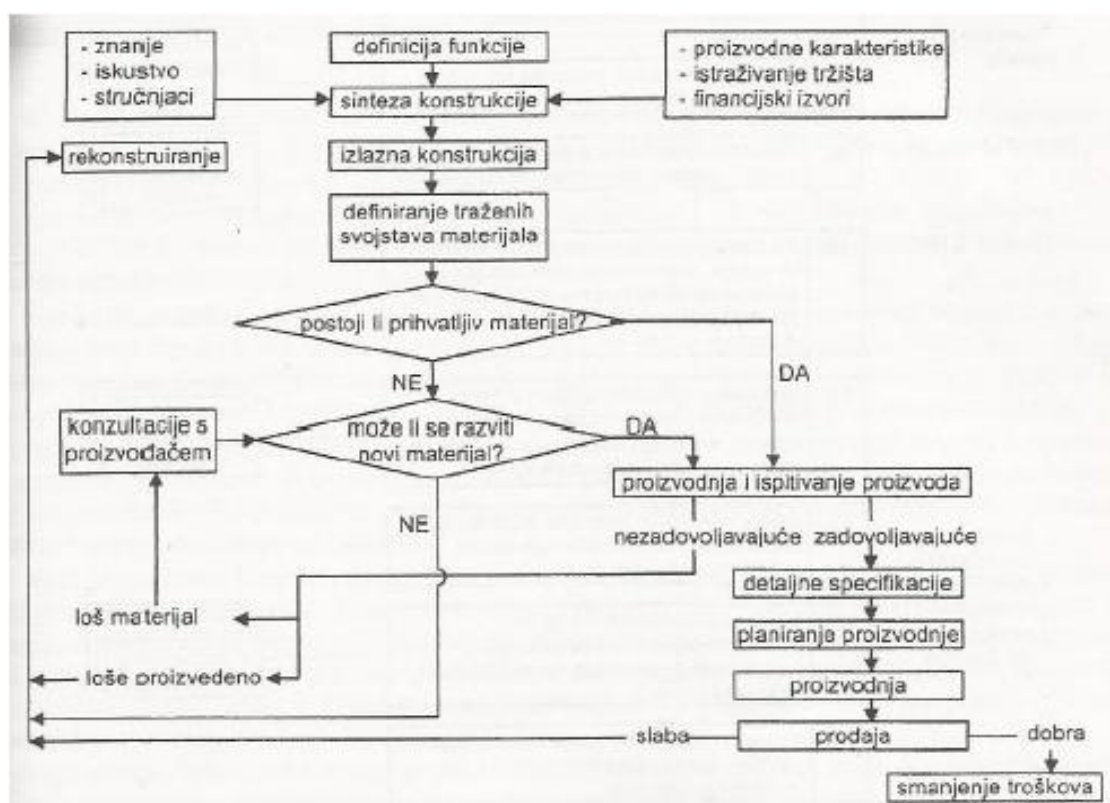 - znanje
- iskustvo
- stručnjaci
definicija funkcije
- proizvodne karakteristike
- istraživanje tržišta
- financijski izvori
sinteza konstrukcije
rekonstruiranje
izlazna konstrukcija
definiranje traženih
svojstava materijala
postoji li prihvatljiv materijal?
NE
DA
konzultacije s
proizvođačem
može li se razviti
novi materijal?
DA
proizvodnja i ispitivanje proizvoda
NE
nezadovoljavajuće
zadovoljavajuće
detaljne specifikacije
loš materijal
planiranje proizvodnje
loše proizvedeno
proizvodnja
slaba
prodaja
dobra
smanjenje troškova